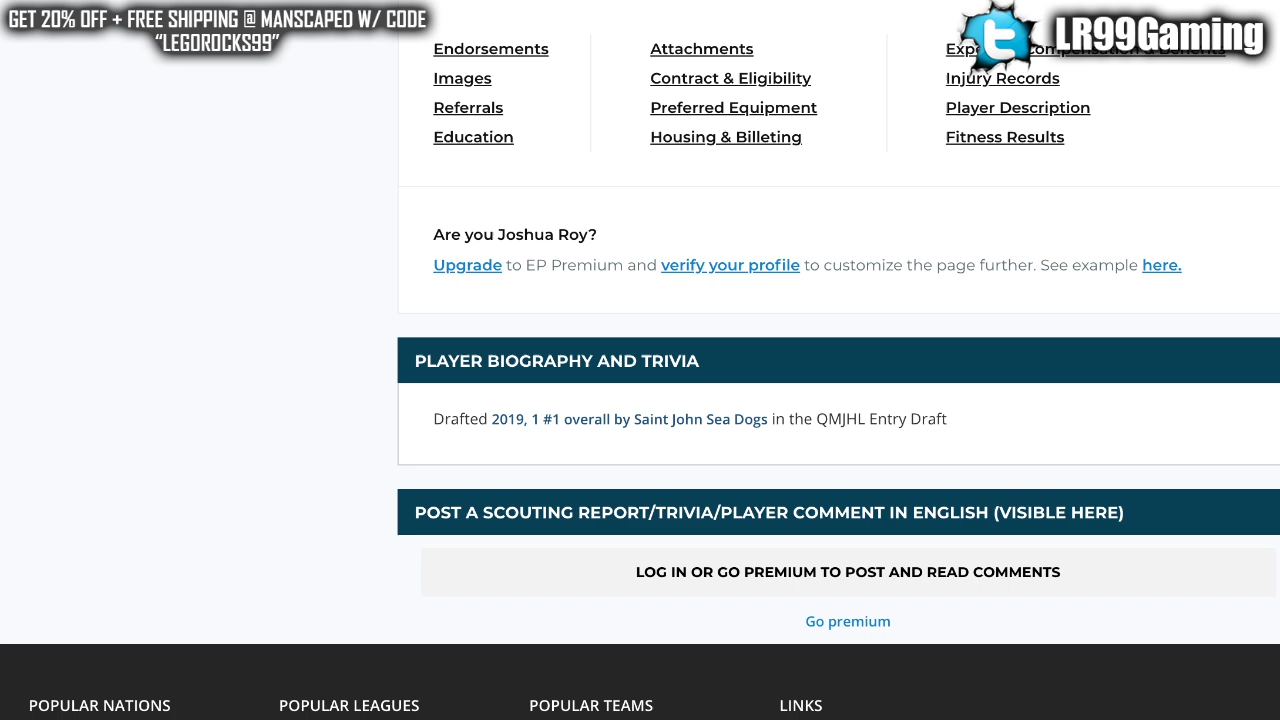 GET 20% OFF + FREE SHIPPING @ MANSCAPED W/ CODE
"LEGOROCKS99"
LR99Gaming
Endorsements
Images
Referrals
Education
Attachments
Contract & Eligibility
Preferred Equipment
Housing & Billeting
Injury Records
Player Description
Fitness Results
Are you Joshua Roy?
Upgrade to EP Premium and verify your profile to customize the page further. See example here.
PLAYER BIOGRAPHY AND TRIVIA
Drafted 2019, 1 #1 overall by Saint John Sea Dogs in the QMJHL Entry Draft
POST A SCOUTING REPORT/TRIVIA/PLAYER COMMENT IN ENGLISH (VISIBLE HERE)
LOG IN OR GO PREMIUM TO POST AND READ COMMENTS
Go premium
POPULAR NATIONS
POPULAR LEAGUES
POPULAR TEAMS
LINKS